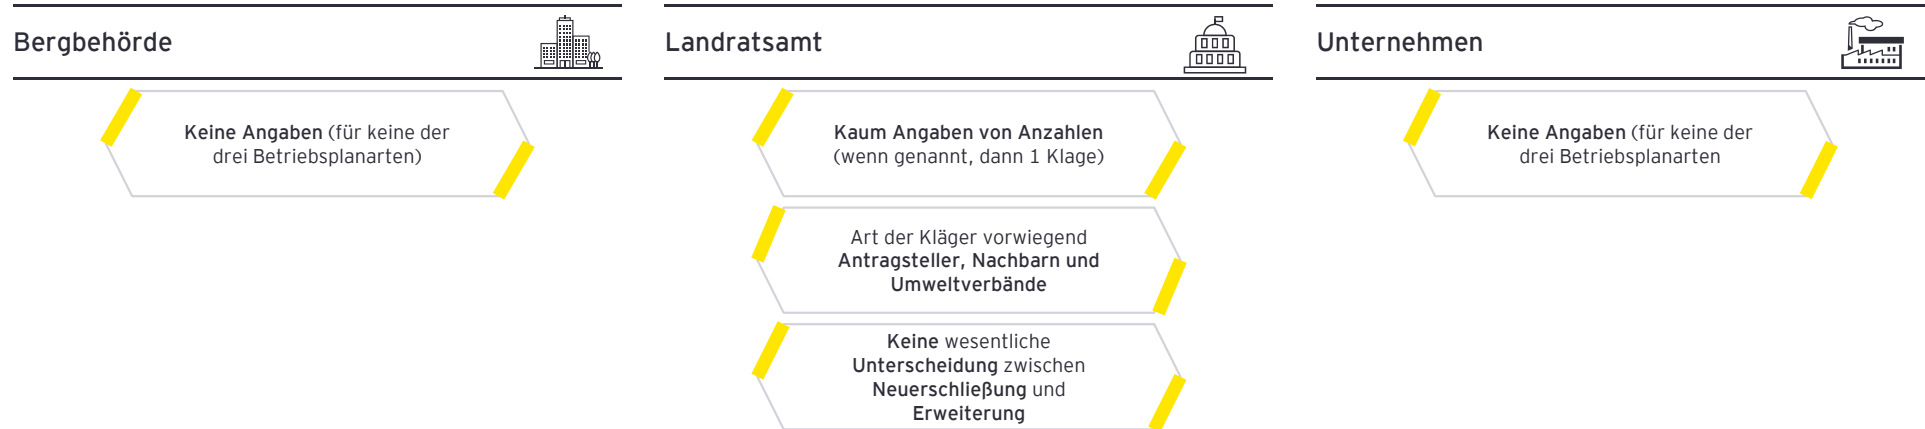 Bergbehörde
Keine Angaben (für keine der
drei Betriebsplanarten)
Landratsamt
Kaum Angaben von Anzahlen
(wenn genannt, dann 1 Klage)
Art der Kläger vorwiegend
Antragsteller, Nachbarn und
Umweltverbände
Keine wesentliche
Unterscheidung zwischen
Neuerschließung und
Erweiterung
Unternehmen
Keine Angaben (für keine der
drei Betriebsplanarten